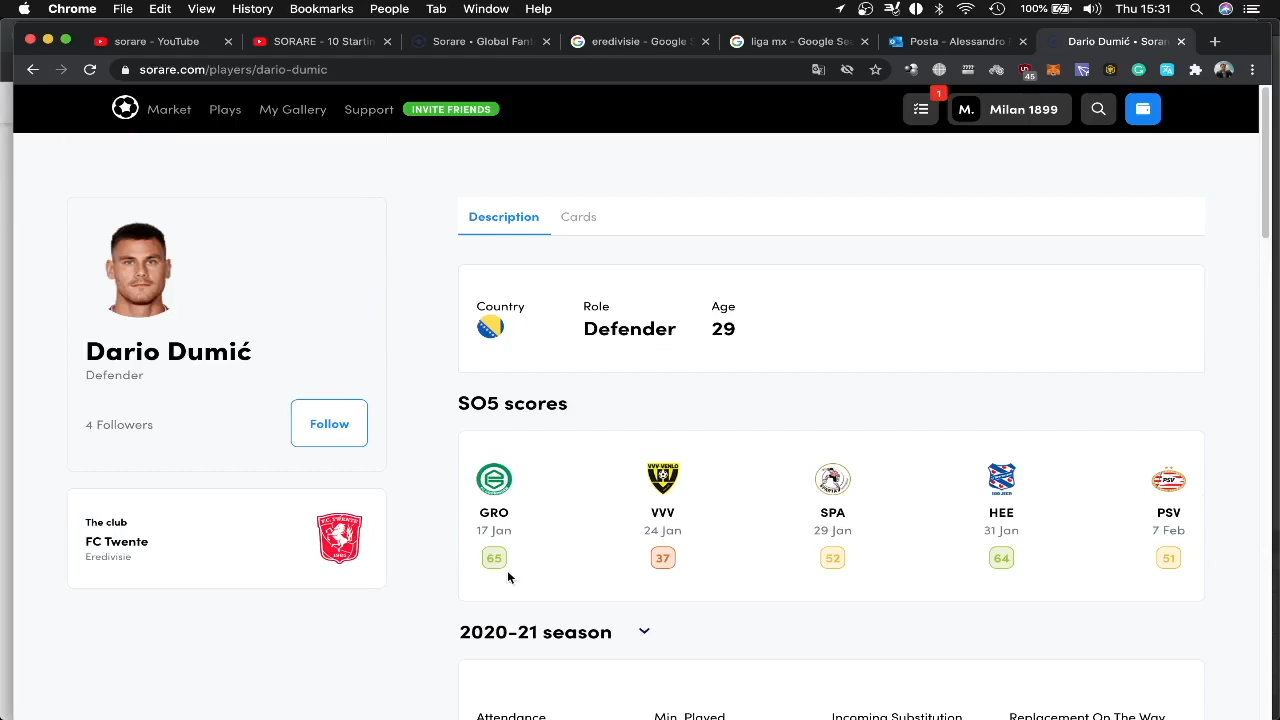 Chrome File Edit View History Bookmarks People Tab Window Help 100% Thu 15:31
sorare - YouTube SORARE - 10 Startin Sorare - Global Fant eredivisie - Google S liga mx - Google Sea Posta - Alessandro Dario Dumić • Soran
sorare.com/players/dario-dumic 45
Market Plays My Gallery Support INVITE FRIENDS 1 M. Milan 1899
Description Cards
Country Role Age
Defender 29
Dario Dumić
Defender
4 Followers Follow
SO5 scores
The club
FC Twente
Eredivisie
GRO VVV SPA HEE PSV
17 Jan 24 Jan 29 Jan 31 Jan 7 Feb
65 37 52 64 51
2020-21 season
Attendance Min. Played Incoming Substitution Replacement On The Way